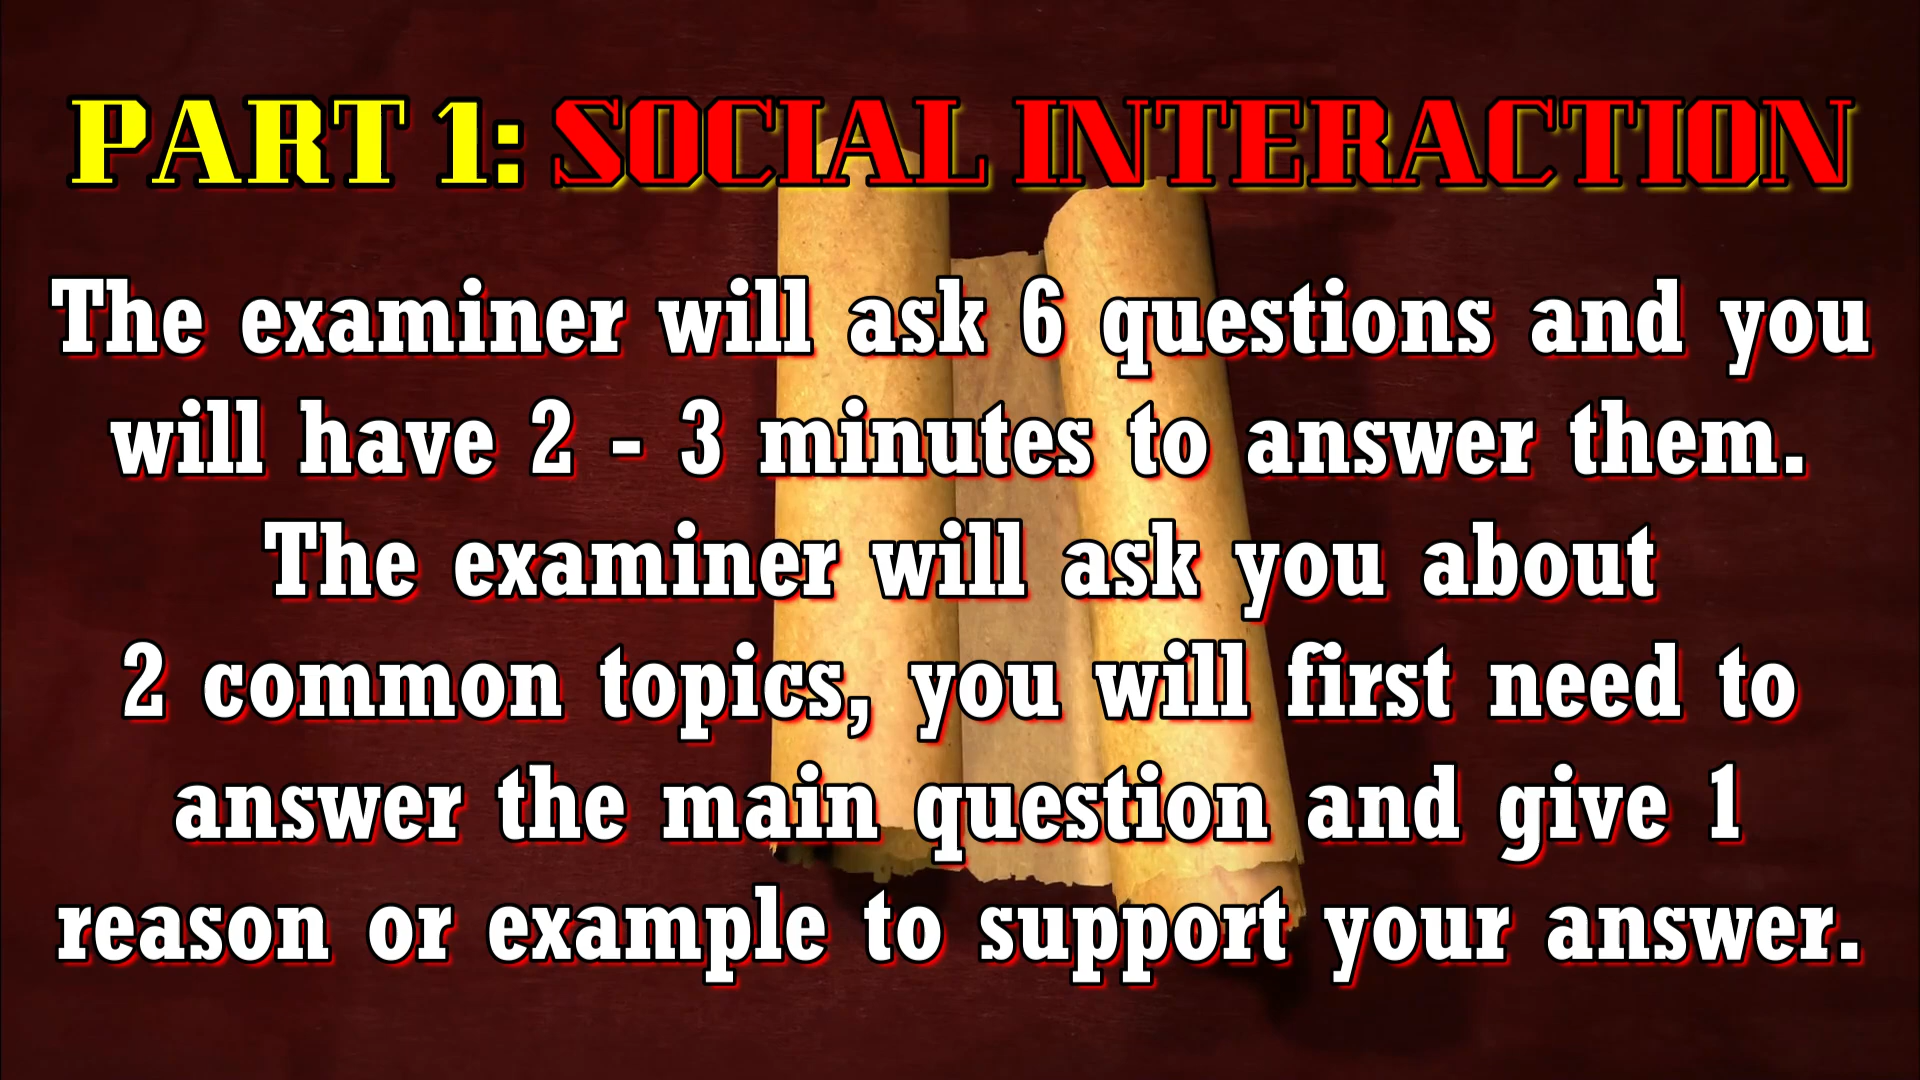 PART 1: SOCIAL INTERACTION
The examiner will ask 6 questions and you
will have 2 - 3 minutes to answer them.
The examiner will ask you about
2 common topics, you will first need to
answer the main question and give 1
reason or example to support your answer.